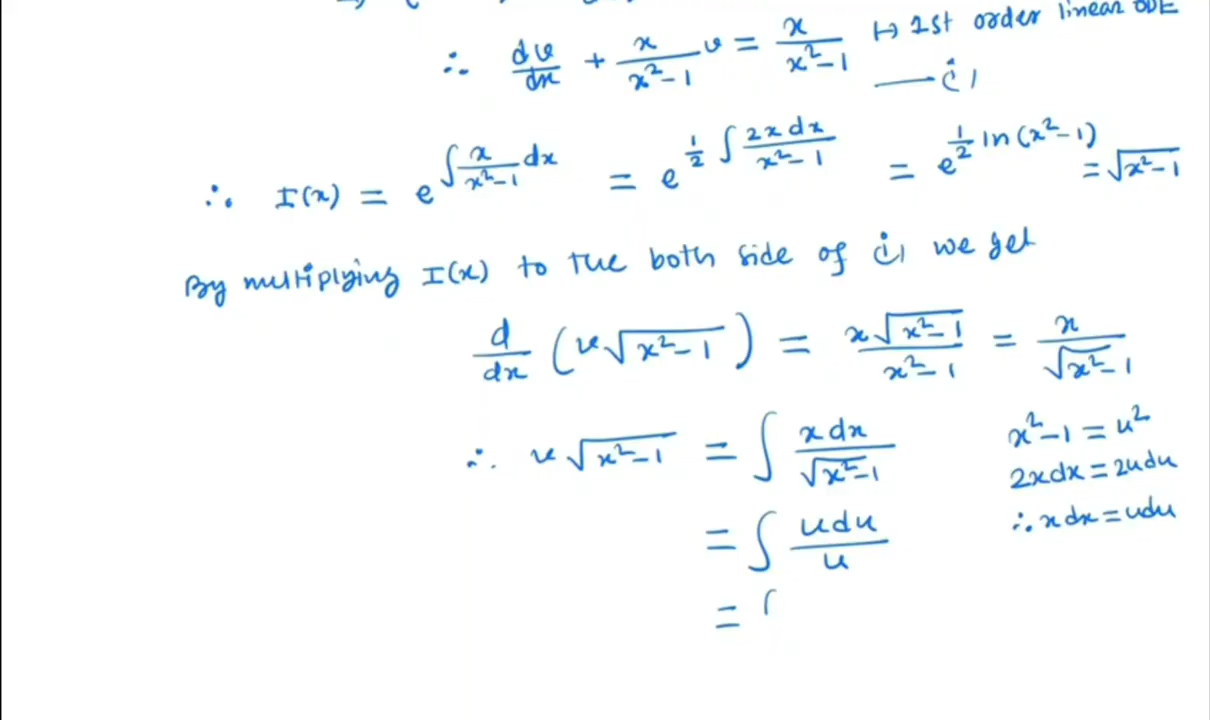 ∴ dv/dx + x/(x²-1) v = x/(x²-1) ↦ 1st order linear ODE
—— (i)
∴ I(x) = e^{∫ x/(x²-1) dx} = e^{1/2 ∫ 2x dx/(x²-1)} = e^{1/2 ln(x²-1)} = √(x²-1)
By multiplying I(x) to the both side of (i) we get
d/dx (v√(x²-1)) = x√(x²-1)/(x²-1) = x/√(x²-1)
∴ v√(x²-1) = ∫ x dx/√(x²-1) x²-1 = u²
2x dx = 2u du
= ∫ u du/u ∴ x dx = u du
= ∫